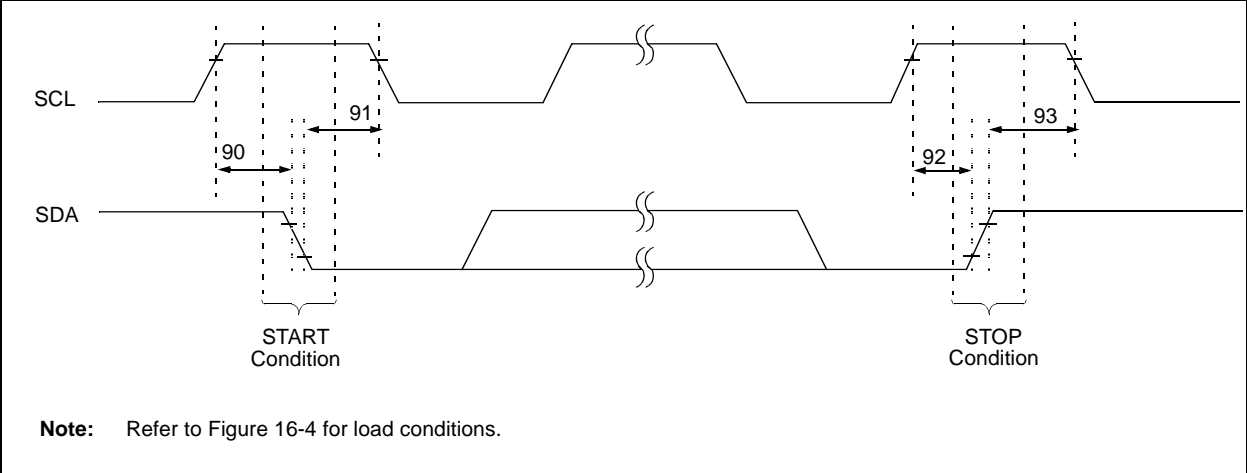 SCL
91
93
90
92
SDA
START
Condition
STOP
Condition
Note: Refer to Figure 16-4 for load conditions.